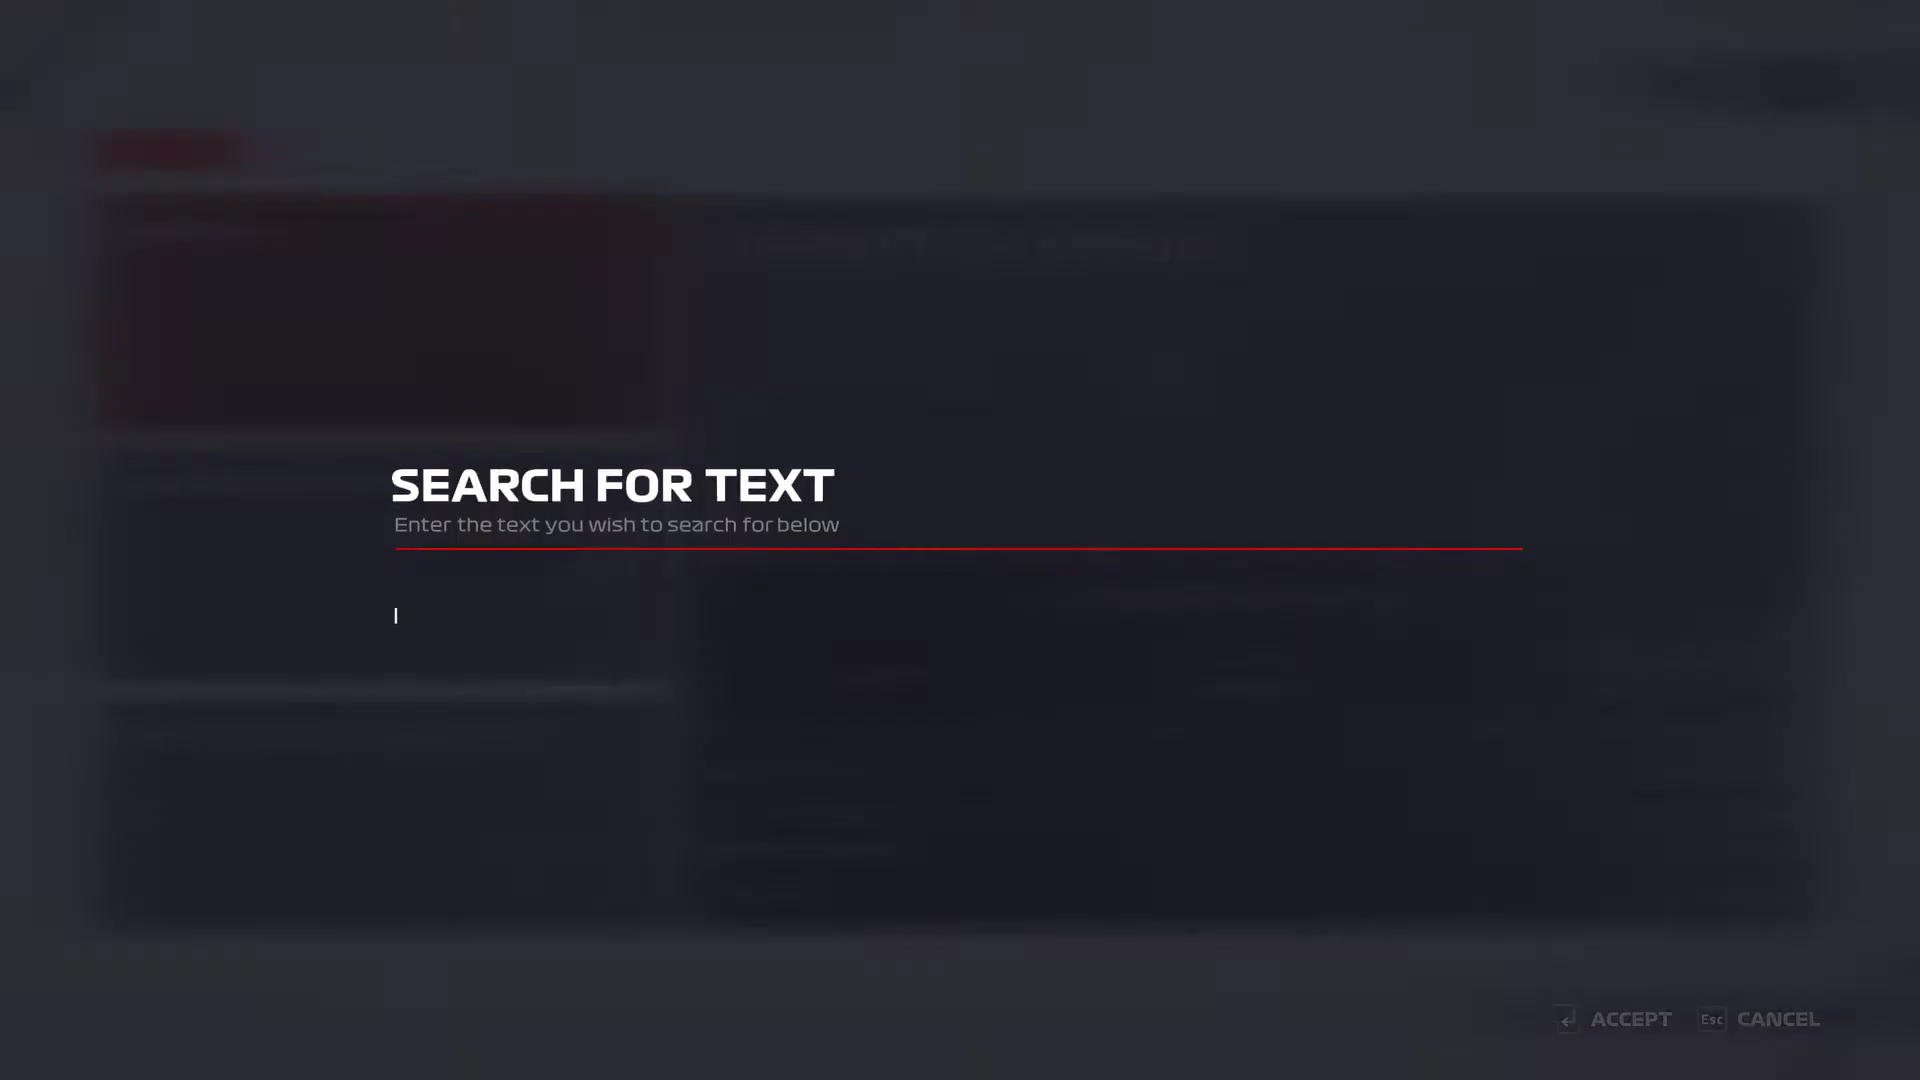 SEARCH FOR TEXT
Enter the text you wish to search for below
ACCEPT Esc CANCEL